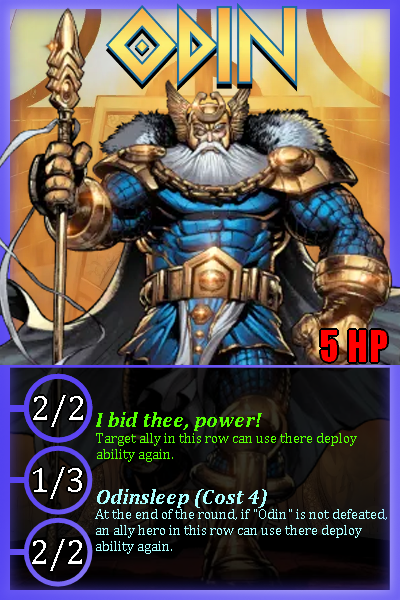 ODIN
5 HP
2/2
I bid thee, power!
Target ally in this row can use there deploy
ability again.
1/3
Odinsleep (Cost 4)
At the end of the round, if "Odin" is not defeated,
an ally hero in this row can use there deploy
ability again.
2/2